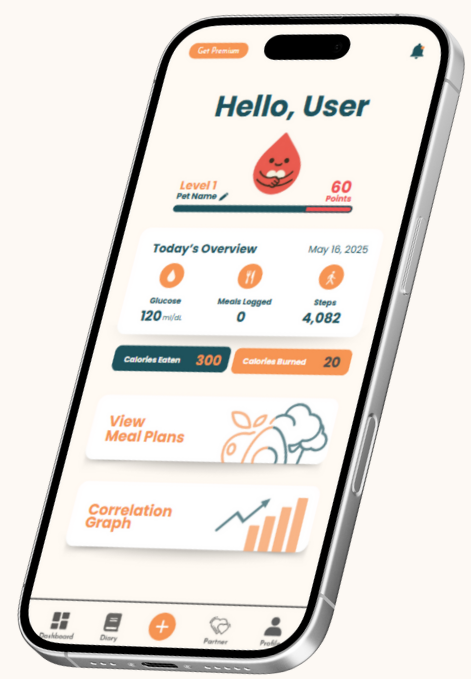 Get Premium
Hello, User
Level 1
Pet Name
60
Points
Today's Overview
May 16, 2025
Glucose
Meals Logged
Steps
120 ml/dL
0
4,082
Calories Eaten 300
Calories Burned 20
View
Meal Plans
Correlation
Graph
Dashboard
Diary
Partner
Profile